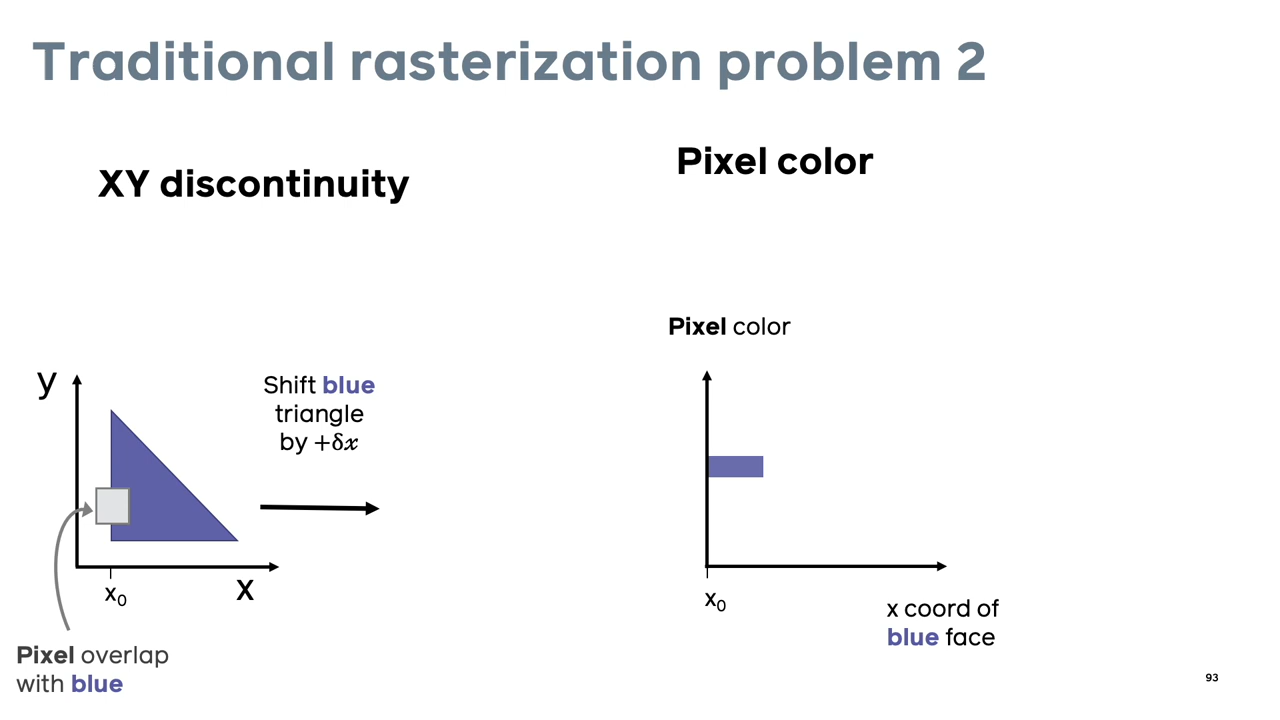 Traditional rasterization problem 2
XY discontinuity
Pixel color
y
Shift blue
triangle
by +δx
x₀
x
Pixel overlap
with blue
Pixel color
x₀
x coord of
blue face
93